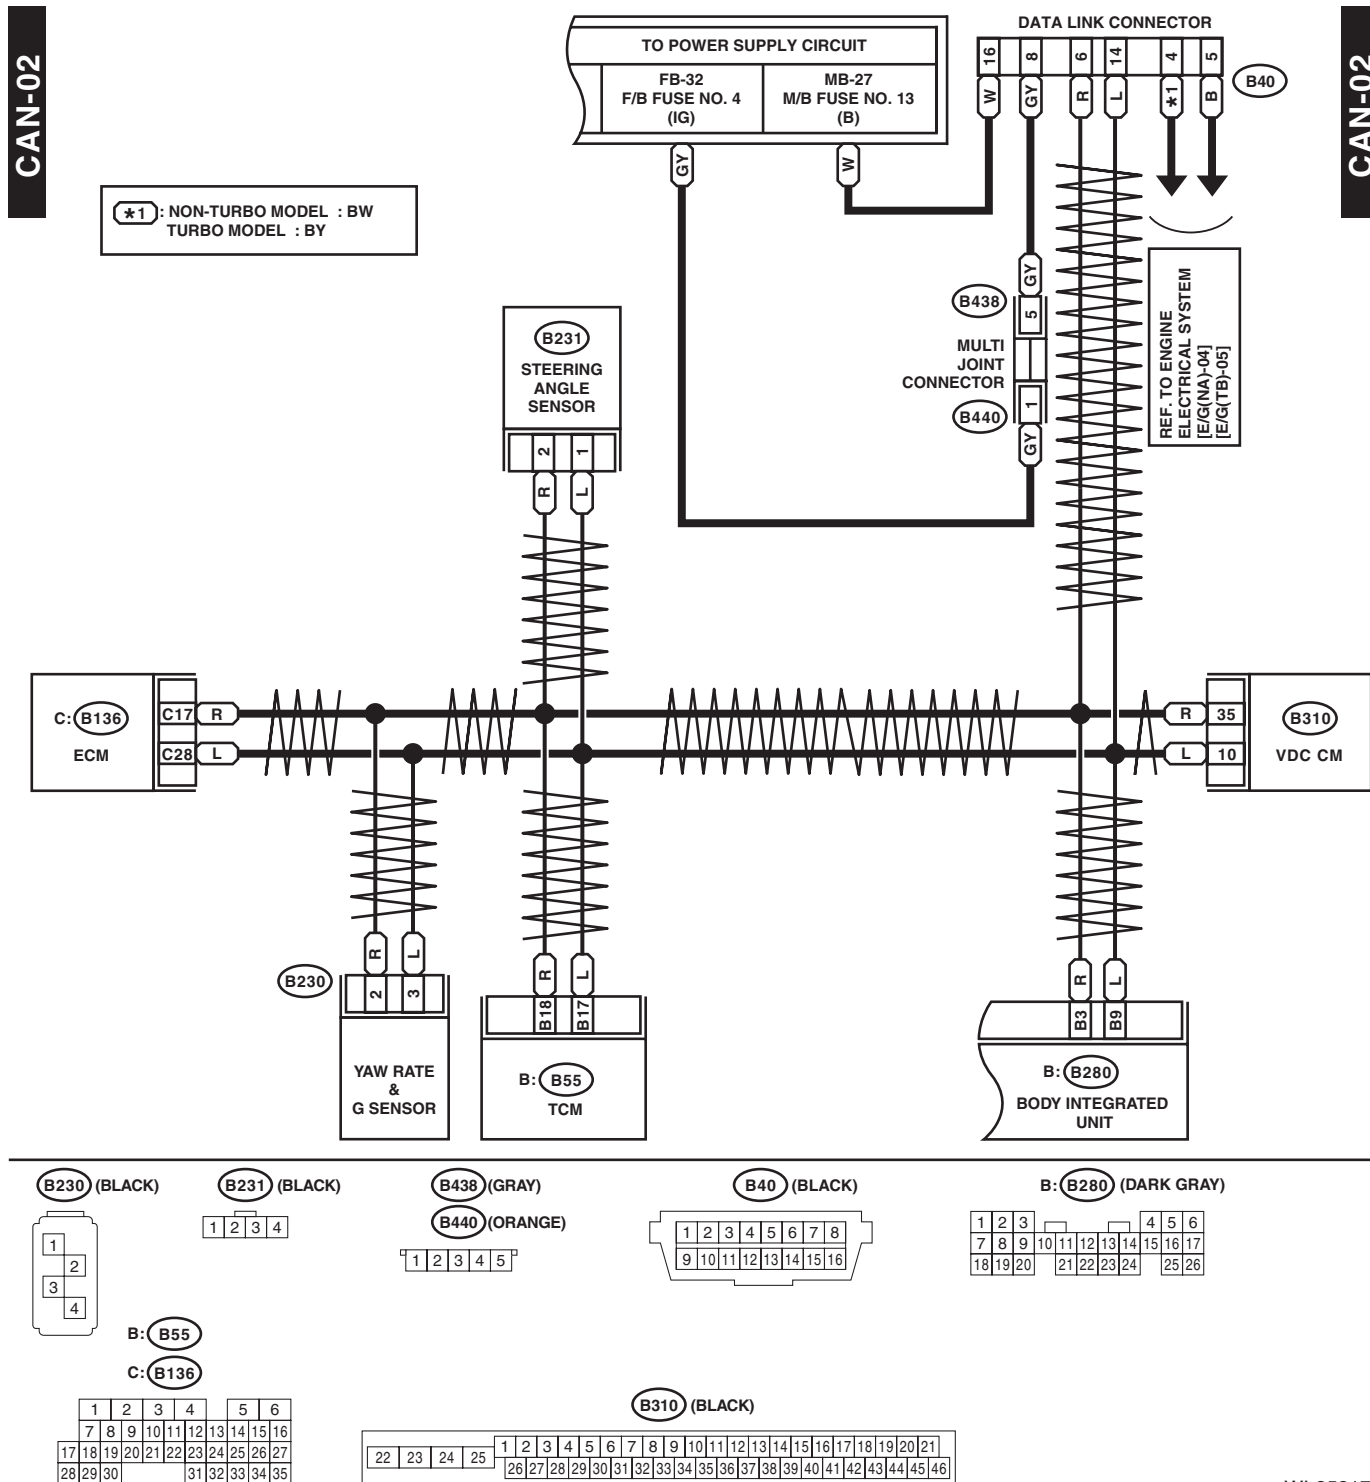 CAN-02
CAN-02
TO POWER SUPPLY CIRCUIT
FB-32
F/B FUSE NO. 4
(IG)
MB-27
M/B FUSE NO. 13
(B)
GY
W
DATA LINK CONNECTOR
16 8 6 14 4 5
W GY R L *1 B
B40
*1 : NON-TURBO MODEL : BW
TURBO MODEL : BY
REF. TO ENGINE
ELECTRICAL SYSTEM
[E/G(NA)-04]
[E/G(TB)-05]
GY
B438
5
MULTI
JOINT
CONNECTOR
B440
1
GY
B231
STEERING
ANGLE
SENSOR
2 1
R L
C: B136
ECM
C17 R
C28 L
R 35
L 10
B310
VDC CM
R L
B230
2 3
YAW RATE
&
G SENSOR
R L
B18 B17
B: B55
TCM
R L
B3 B9
B: B280
BODY INTEGRATED
UNIT
B230 (BLACK)
1
2
3
4
B231 (BLACK)
1 2 3 4
B438 (GRAY)
B440 (ORANGE)
1 2 3 4 5
B40 (BLACK)
1 2 3 4 5 6 7 8
9 10 11 12 13 14 15 16
B: B280 (DARK GRAY)
1 2 3 4 5 6
7 8 9 10 11 12 13 14 15 16 17
18 19 20 21 22 23 24 25 26
B: B55
C: B136
1 2 3 4 5 6
7 8 9 10 11 12 13 14 15 16
17 18 19 20 21 22 23 24 25 26 27
28 29 30 31 32 33 34 35
B310 (BLACK)
22 23 24 25 1 2 3 4 5 6 7 8 9 10 11 12 13 14 15 16 17 18 19 20 21
26 27 28 29 30 31 32 33 34 35 36 37 38 39 40 41 42 43 44 45 46